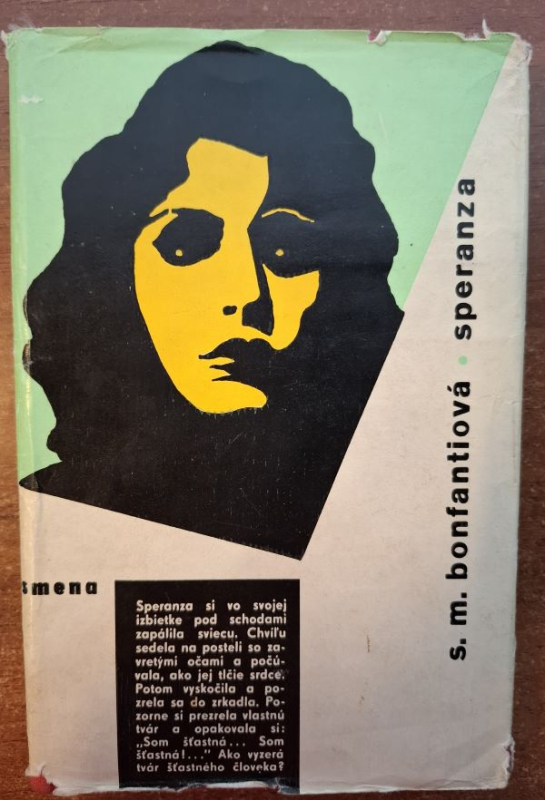 s. m. bonfantiová • speranza
smena
Speranza si vo svojej
izbietke pod schodami
zapálila sviecu. Chvíľu
sedela na posteli so za-
vretými očami a počú-
vala, ako jej tlčie srdce.
Potom vyskočila a po-
zrela sa do zrkadla. Po-
zorne si prezrela vlastnú
tvár a opakovala si:
„Som šťastná... Som
šťastná!...“ Ako vyzerá
tvár šťastného človeka?